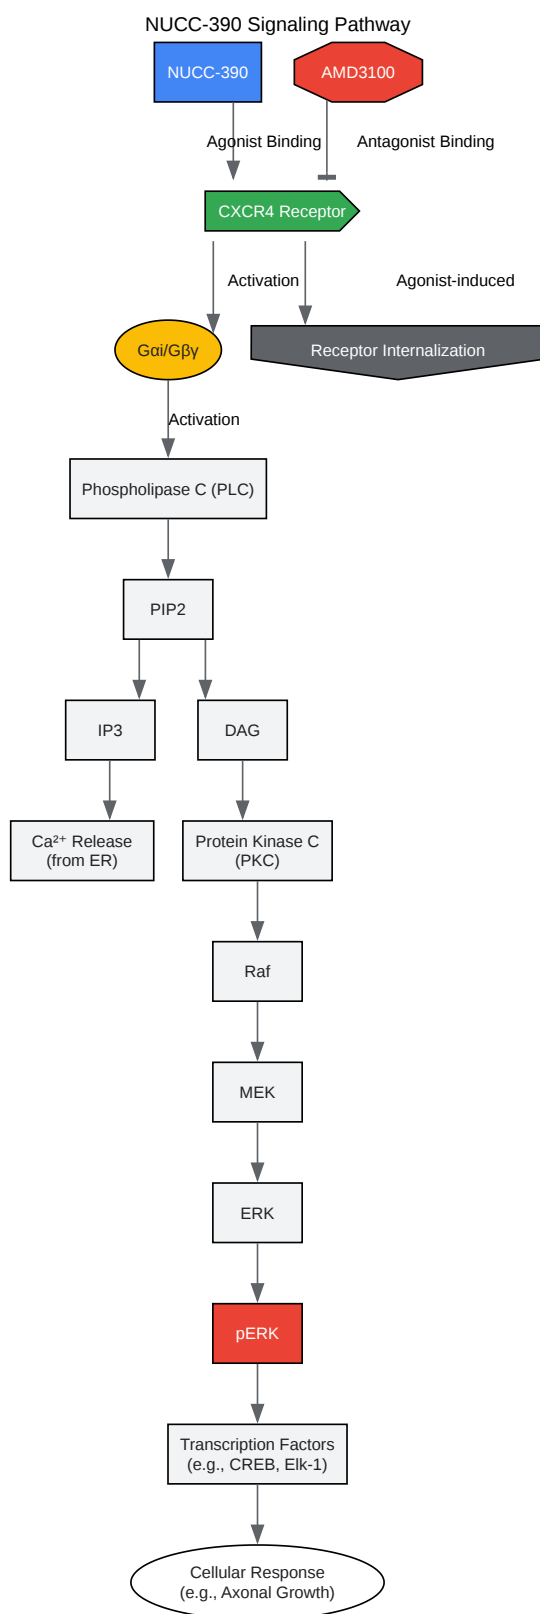 NUCC-390 Signaling Pathway
NUCC-390
AMD3100
Agonist Binding
Antagonist Binding
CXCR4 Receptor
Activation
Agonist-induced
Gαi/Gβγ
Receptor Internalization
Activation
Phospholipase C (PLC)
PIP2
IP3
DAG
Ca²⁺ Release
(from ER)
Protein Kinase C
(PKC)
Raf
MEK
ERK
pERK
Transcription Factors
(e.g., CREB, Elk-1)
Cellular Response
(e.g., Axonal Growth)